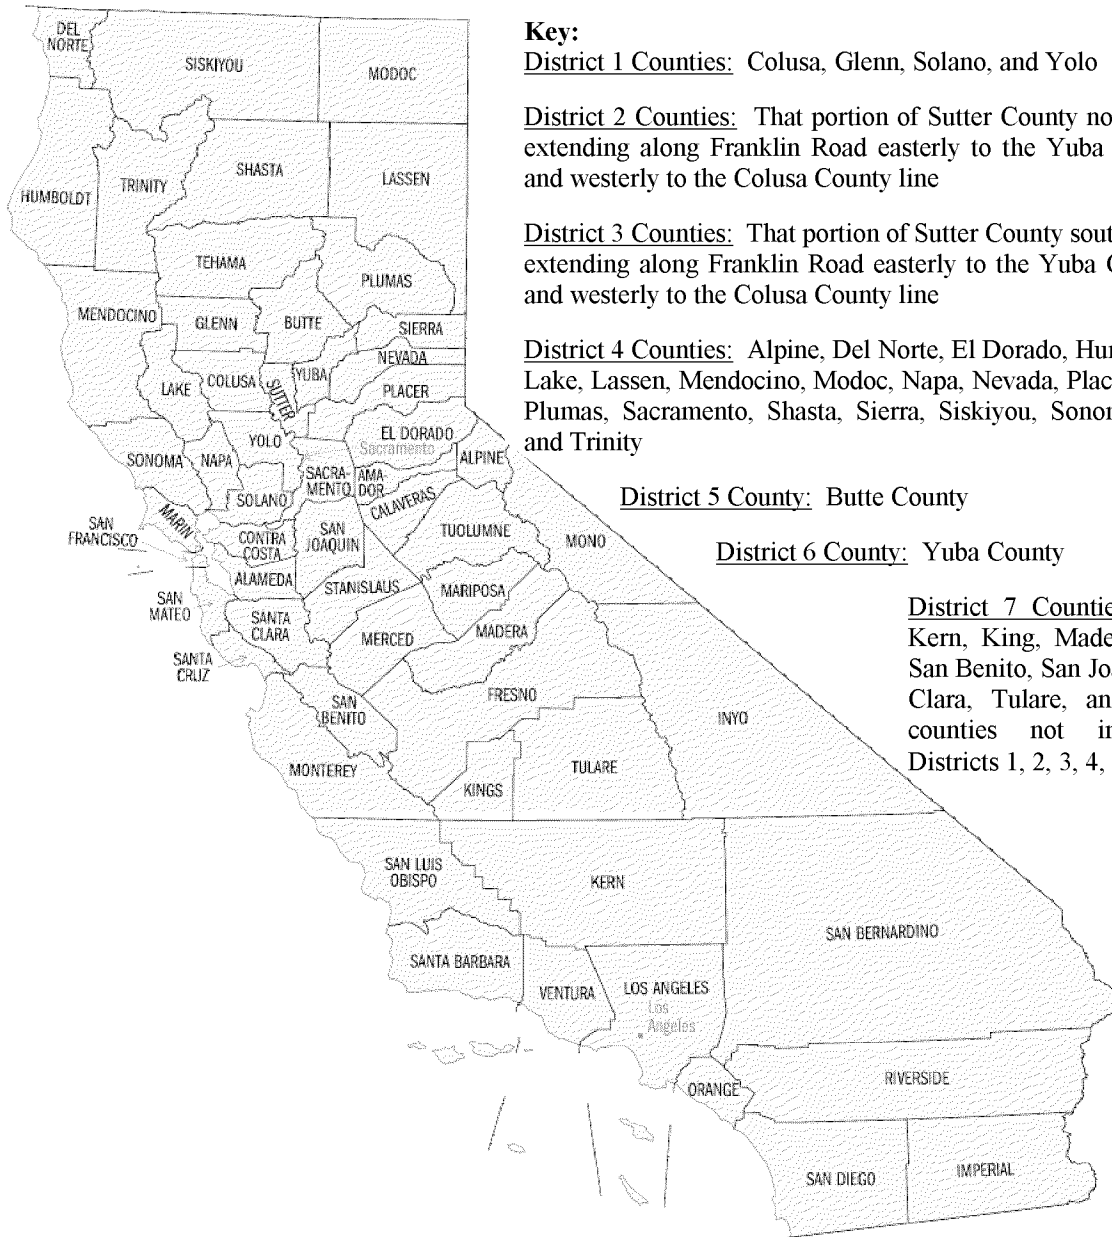 Key:
District 1 Counties: Colusa, Glenn, Solano, and Yolo
District 2 Counties: That portion of Sutter County no
extending along Franklin Road easterly to the Yuba
and westerly to the Colusa County line
District 3 Counties: That portion of Sutter County sout
extending along Franklin Road easterly to the Yuba C
and westerly to the Colusa County line
District 4 Counties: Alpine, Del Norte, El Dorado, Hu
Lake, Lassen, Mendocino, Modoc, Napa, Nevada, Plac
Plumas, Sacramento, Shasta, Sierra, Siskiyou, Sonor
and Trinity
District 5 County: Butte County
District 6 County: Yuba County
District 7 Countie
Kern, King, Made
San Benito, San Jo
Clara, Tulare, an
counties not in
Districts 1, 2, 3, 4,
DEL
NORTE
SISKIYOU
MODOC
HUMBOLDT
TRINITY
SHASTA
LASSEN
TEHAMA
PLUMAS
MENDOCINO
GLENN
BUTTE
SIERRA
NEVADA
LAKE
COLUSA
SUTTER
YUBA
PLACER
SONOMA
NAPA
YOLO
EL DORADO
Sacramento
SOLANO
SACRA-
MENTO
AMA-
DOR
ALPINE
CALAVERAS
SAN
FRANCISCO
MARIN
CONTRA
COSTA
SAN
JOAQUIN
TUOLUMNE
MONO
ALAMEDA
STANISLAUS
MARIPOSA
SAN
MATEO
SANTA
CLARA
MERCED
MADERA
SANTA
CRUZ
SAN
BENITO
FRESNO
INYO
MONTEREY
KINGS
TULARE
SAN LUIS
OBISPO
KERN
SAN BERNARDINO
SANTA BARBARA
VENTURA
LOS ANGELES
Los
Angeles
ORANGE
RIVERSIDE
SAN DIEGO
IMPERIAL